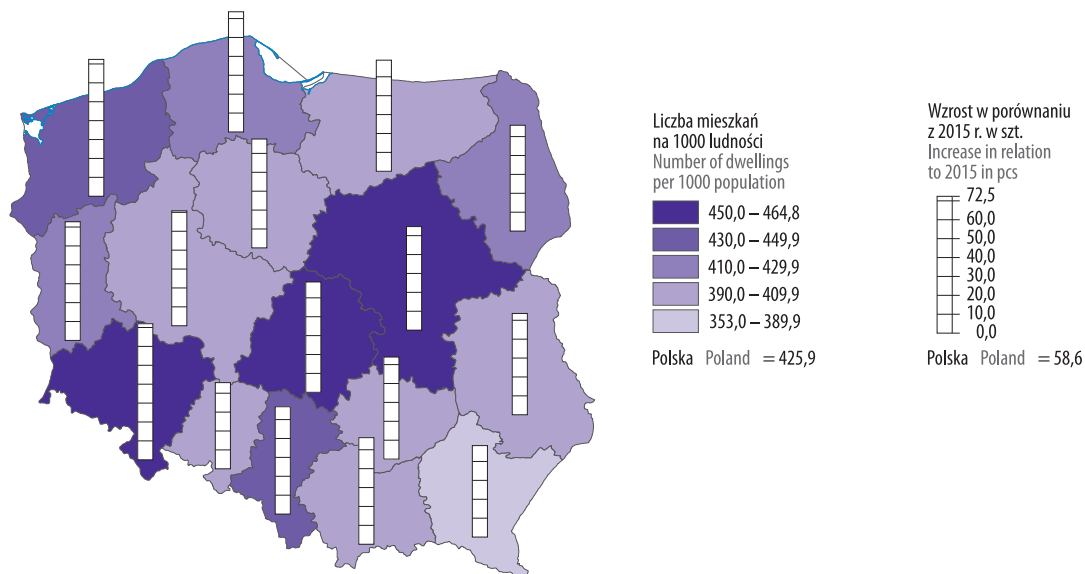 Liczba mieszkań
na 1000 ludności
Number of dwellings
per 1000 population
450,0 – 464,8
430,0 – 449,9
410,0 – 429,9
390,0 – 409,9
353,0 – 389,9
Polska Poland = 425,9
Wzrost w porównaniu
z 2015 r. w szt.
Increase in relation
to 2015 in pcs
72,5
60,0
50,0
40,0
30,0
20,0
10,0
0,0
Polska Poland = 58,6